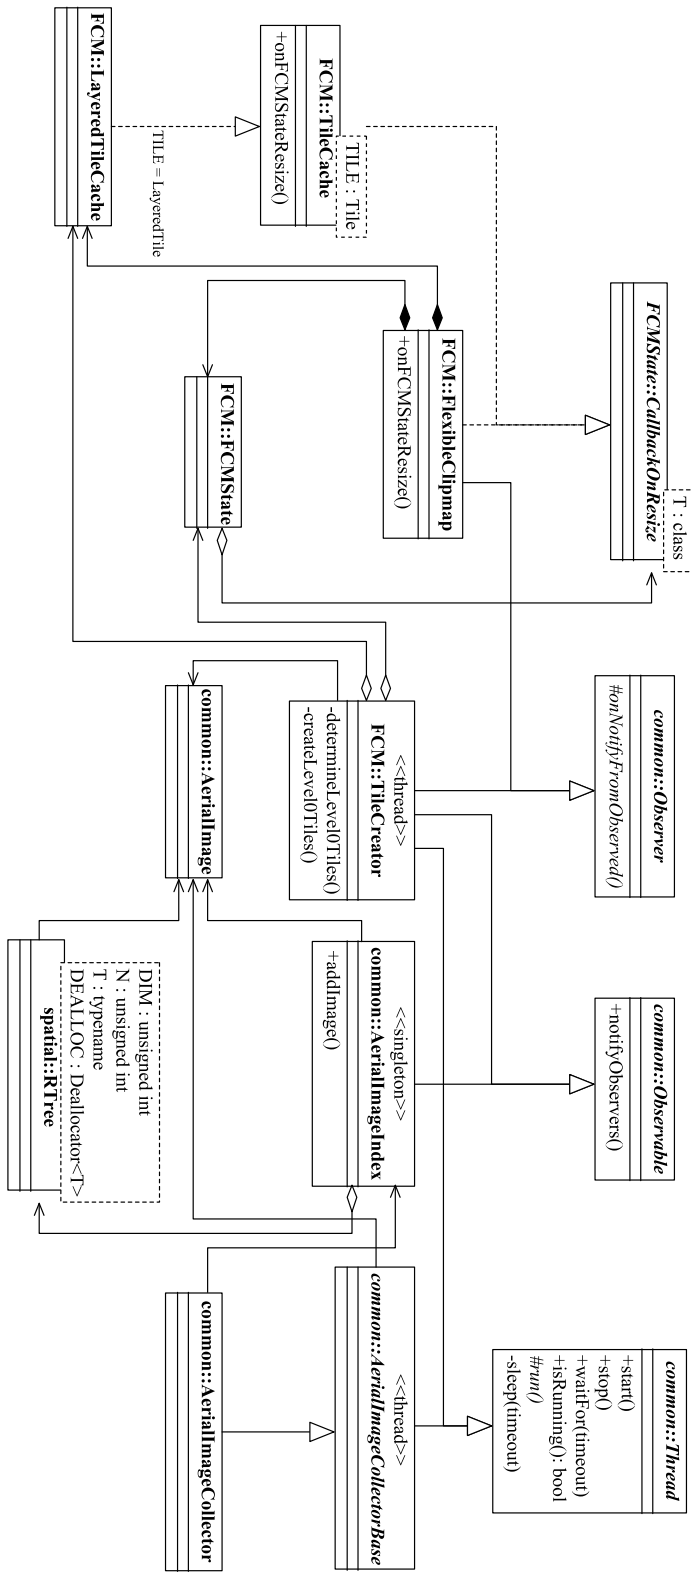 FCMState::CallbackOnResize
T : class
common::Observer
#onNotifyFromObserved()
common::Observable
+notifyObservers()
common::Thread
+start()
+stop()
+waitFor(timeout)
+isRunning(): bool
#run()
-sleep(timeout)
FCM::TileCache
+onFCMStateResize()
TILE : Tile
FCM::FlexibleClipmap
+onFCMStateResize()
<<thread>>
FCM::TileCreator
-determineLevel0Tiles()
-createLevel0Tiles()
<<singleton>>
common::AerialImageIndex
+addImage()
<<thread>>
common::AerialImageCollectorBase
TILE = LayeredTile
FCM::LayeredTileCache
FCM::FCMState
common::AerialImage
DIM : unsigned int
N : unsigned int
T : typename
DEALLOC : Deallocator<T>
spatial::RTree
common::AerialImageCollector